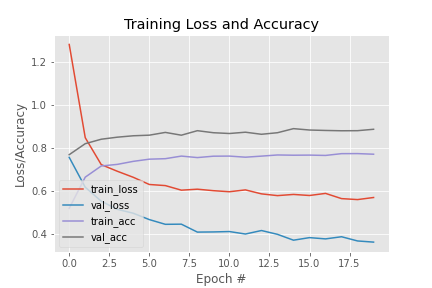 Training Loss and Accuracy
Loss/Accuracy
1.2
1.0
0.8
0.6
0.4
train_loss
val_loss
train_acc
val_acc
0.0 2.5 5.0 7.5 10.0 12.5 15.0 17.5
Epoch #